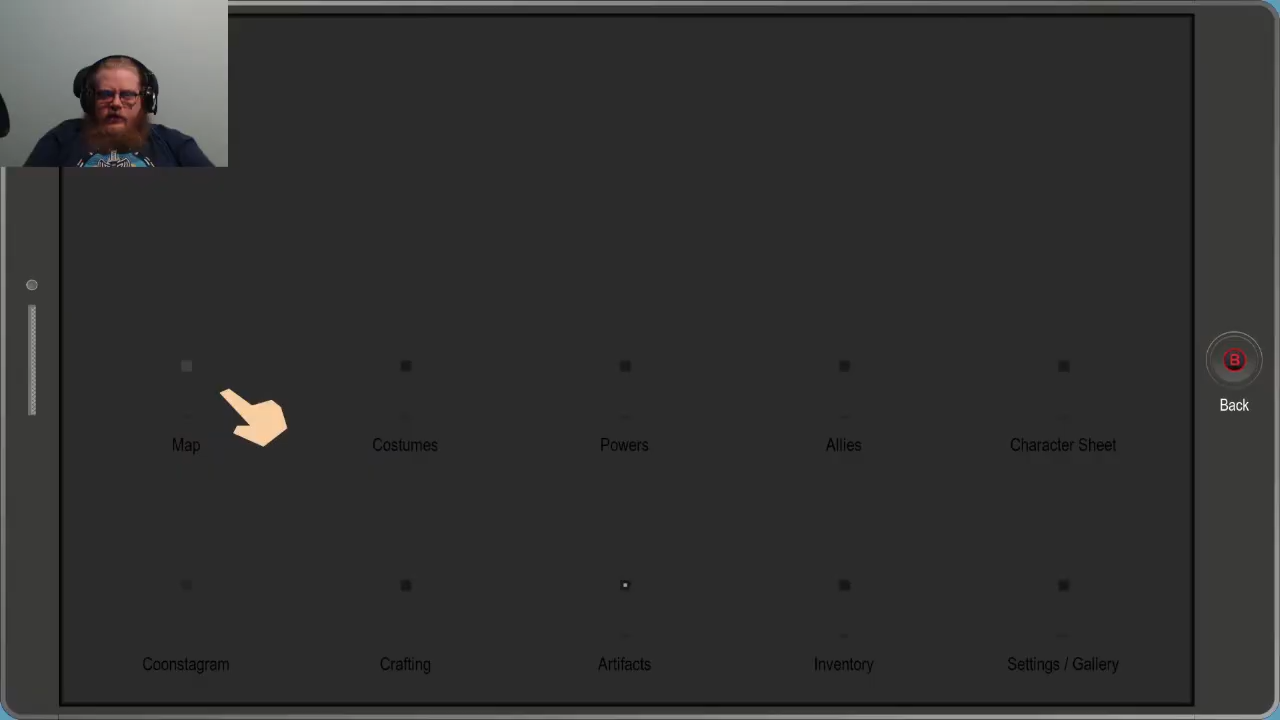 B
Back
Map
Costumes
Powers
Allies
Character Sheet
Coonstagram
Crafting
Artifacts
Inventory
Settings / Gallery